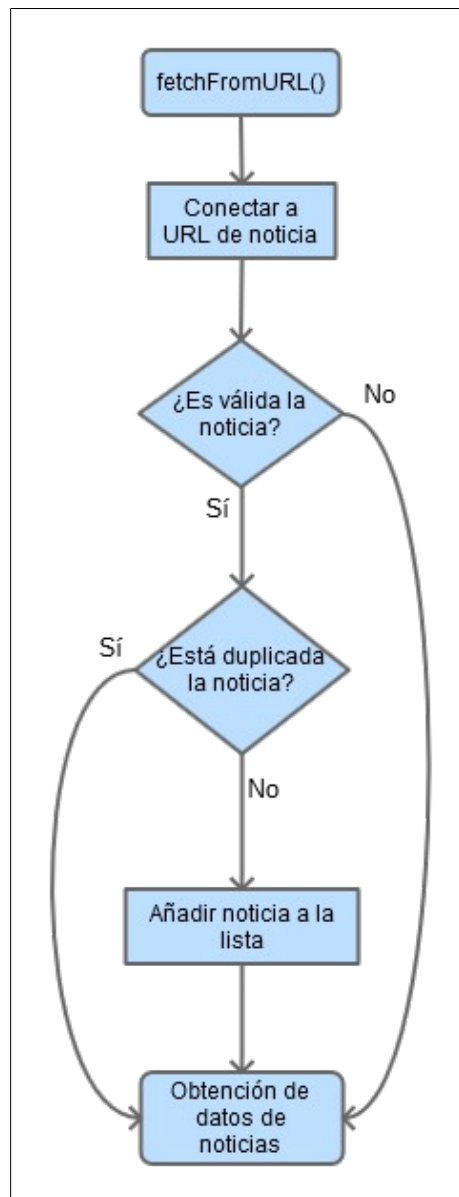 fetchFromURL()
Conectar a
URL de noticia
¿Es válida la
noticia?
No
Sí
Sí
¿Está duplicada
la noticia?
No
Añadir noticia a la
lista
Obtención de
datos de
noticias